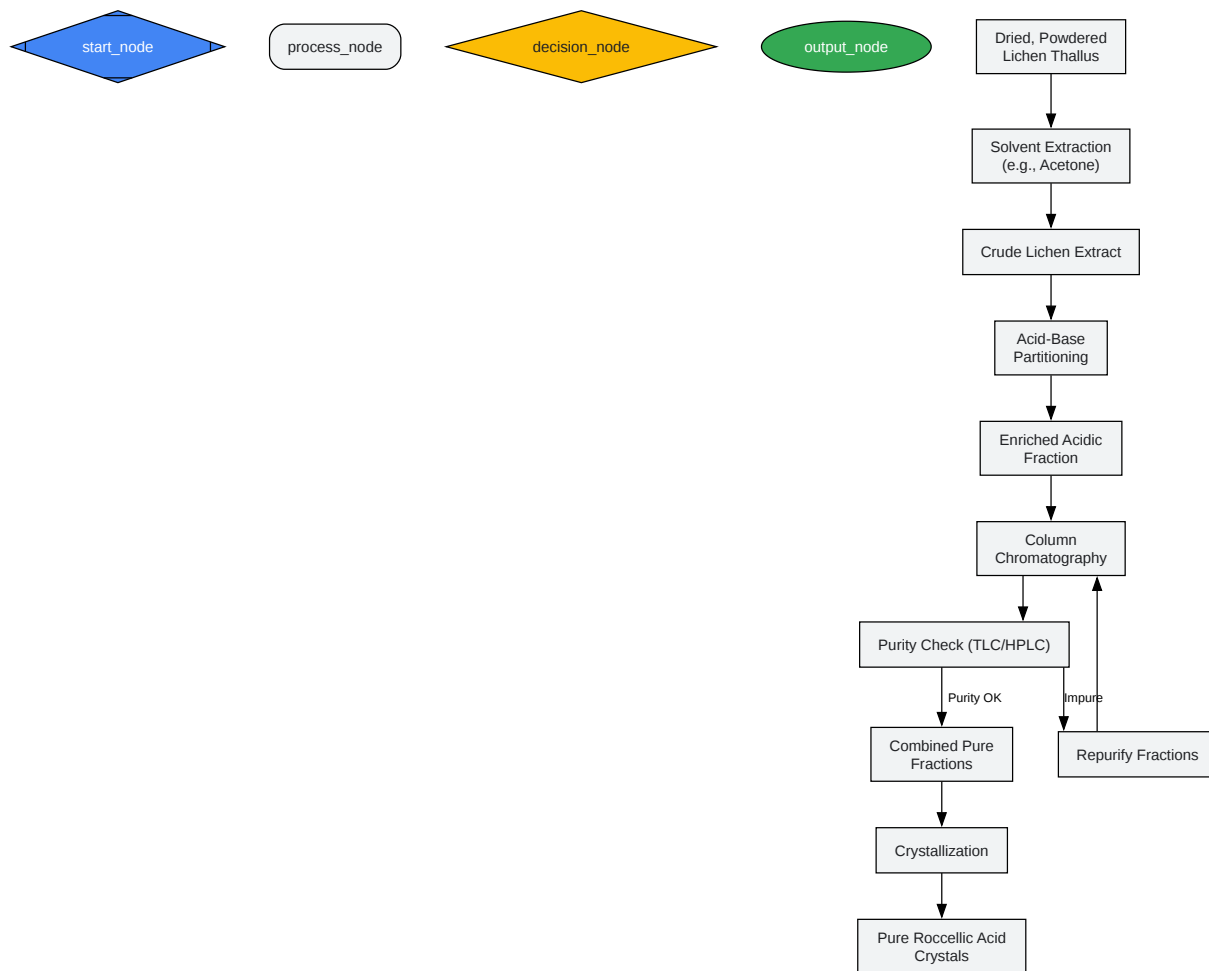 start_node
process_node
decision_node
output_node
Dried, Powdered
Lichen Thallus
Solvent Extraction
(e.g., Acetone)
Crude Lichen Extract
Acid-Base
Partitioning
Enriched Acidic
Fraction
Column
Chromatography
Purity Check (TLC/HPLC)
Purity OK
Impure
Combined Pure
Fractions
Repurify Fractions
Crystallization
Pure Roccellic Acid
Crystals